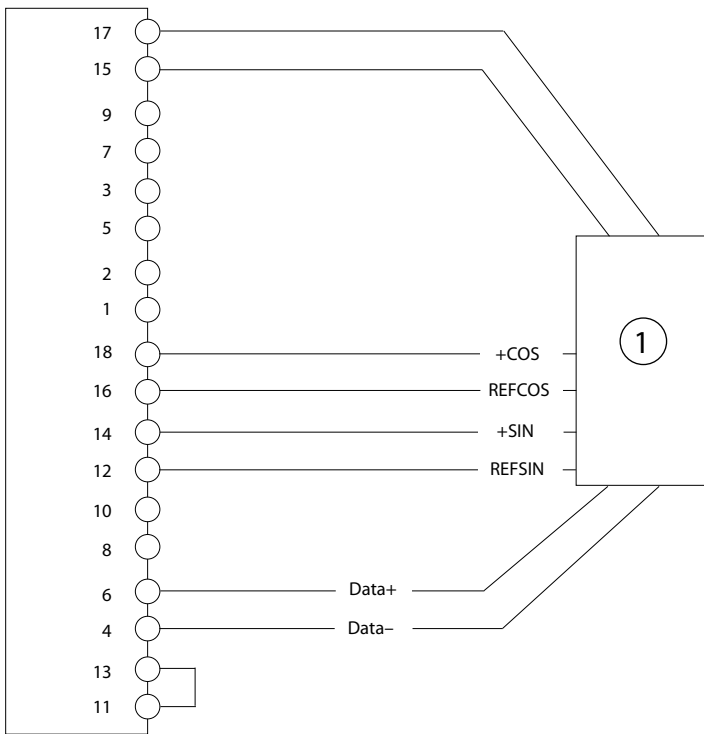 17
15
9
7
3
5
2
1
18 +COS
16 REFCOS
14 +SIN
12 REFSIN
10
8
6 Data+
4 Data–
13
11
1